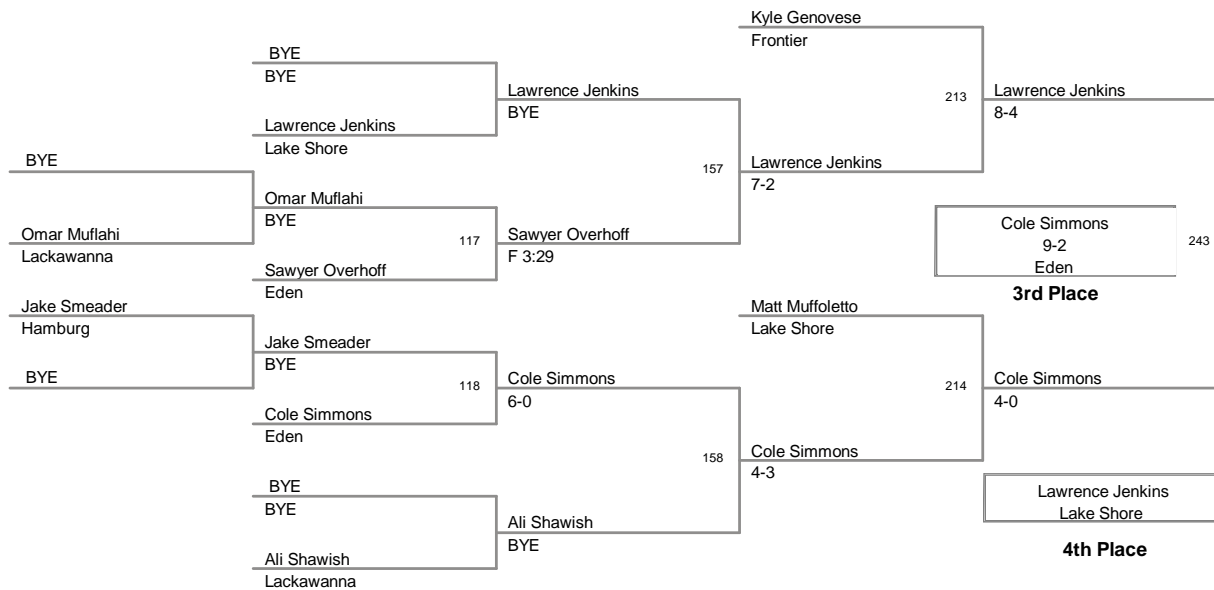 Kyle Genovese
Frontier
BYE
BYE
Lawrence Jenkins
BYE
213
Lawrence Jenkins
8-4
Lawrence Jenkins
Lake Shore
BYE
157
Lawrence Jenkins
7-2
Omar Muflahi
BYE
Omar Muflahi
Lackawanna
117
Sawyer Overhoff
F 3:29
Cole Simmons
9-2
Eden
243
3rd Place
Sawyer Overhoff
Eden
Jake Smeader
Hamburg
Matt Muffoletto
Lake Shore
Jake Smeader
BYE
BYE
118
Cole Simmons
6-0
214
Cole Simmons
4-0
Cole Simmons
Eden
158
Cole Simmons
4-3
BYE
BYE
Lawrence Jenkins
Lake Shore
Ali Shawish
BYE
4th Place
Ali Shawish
Lackawanna